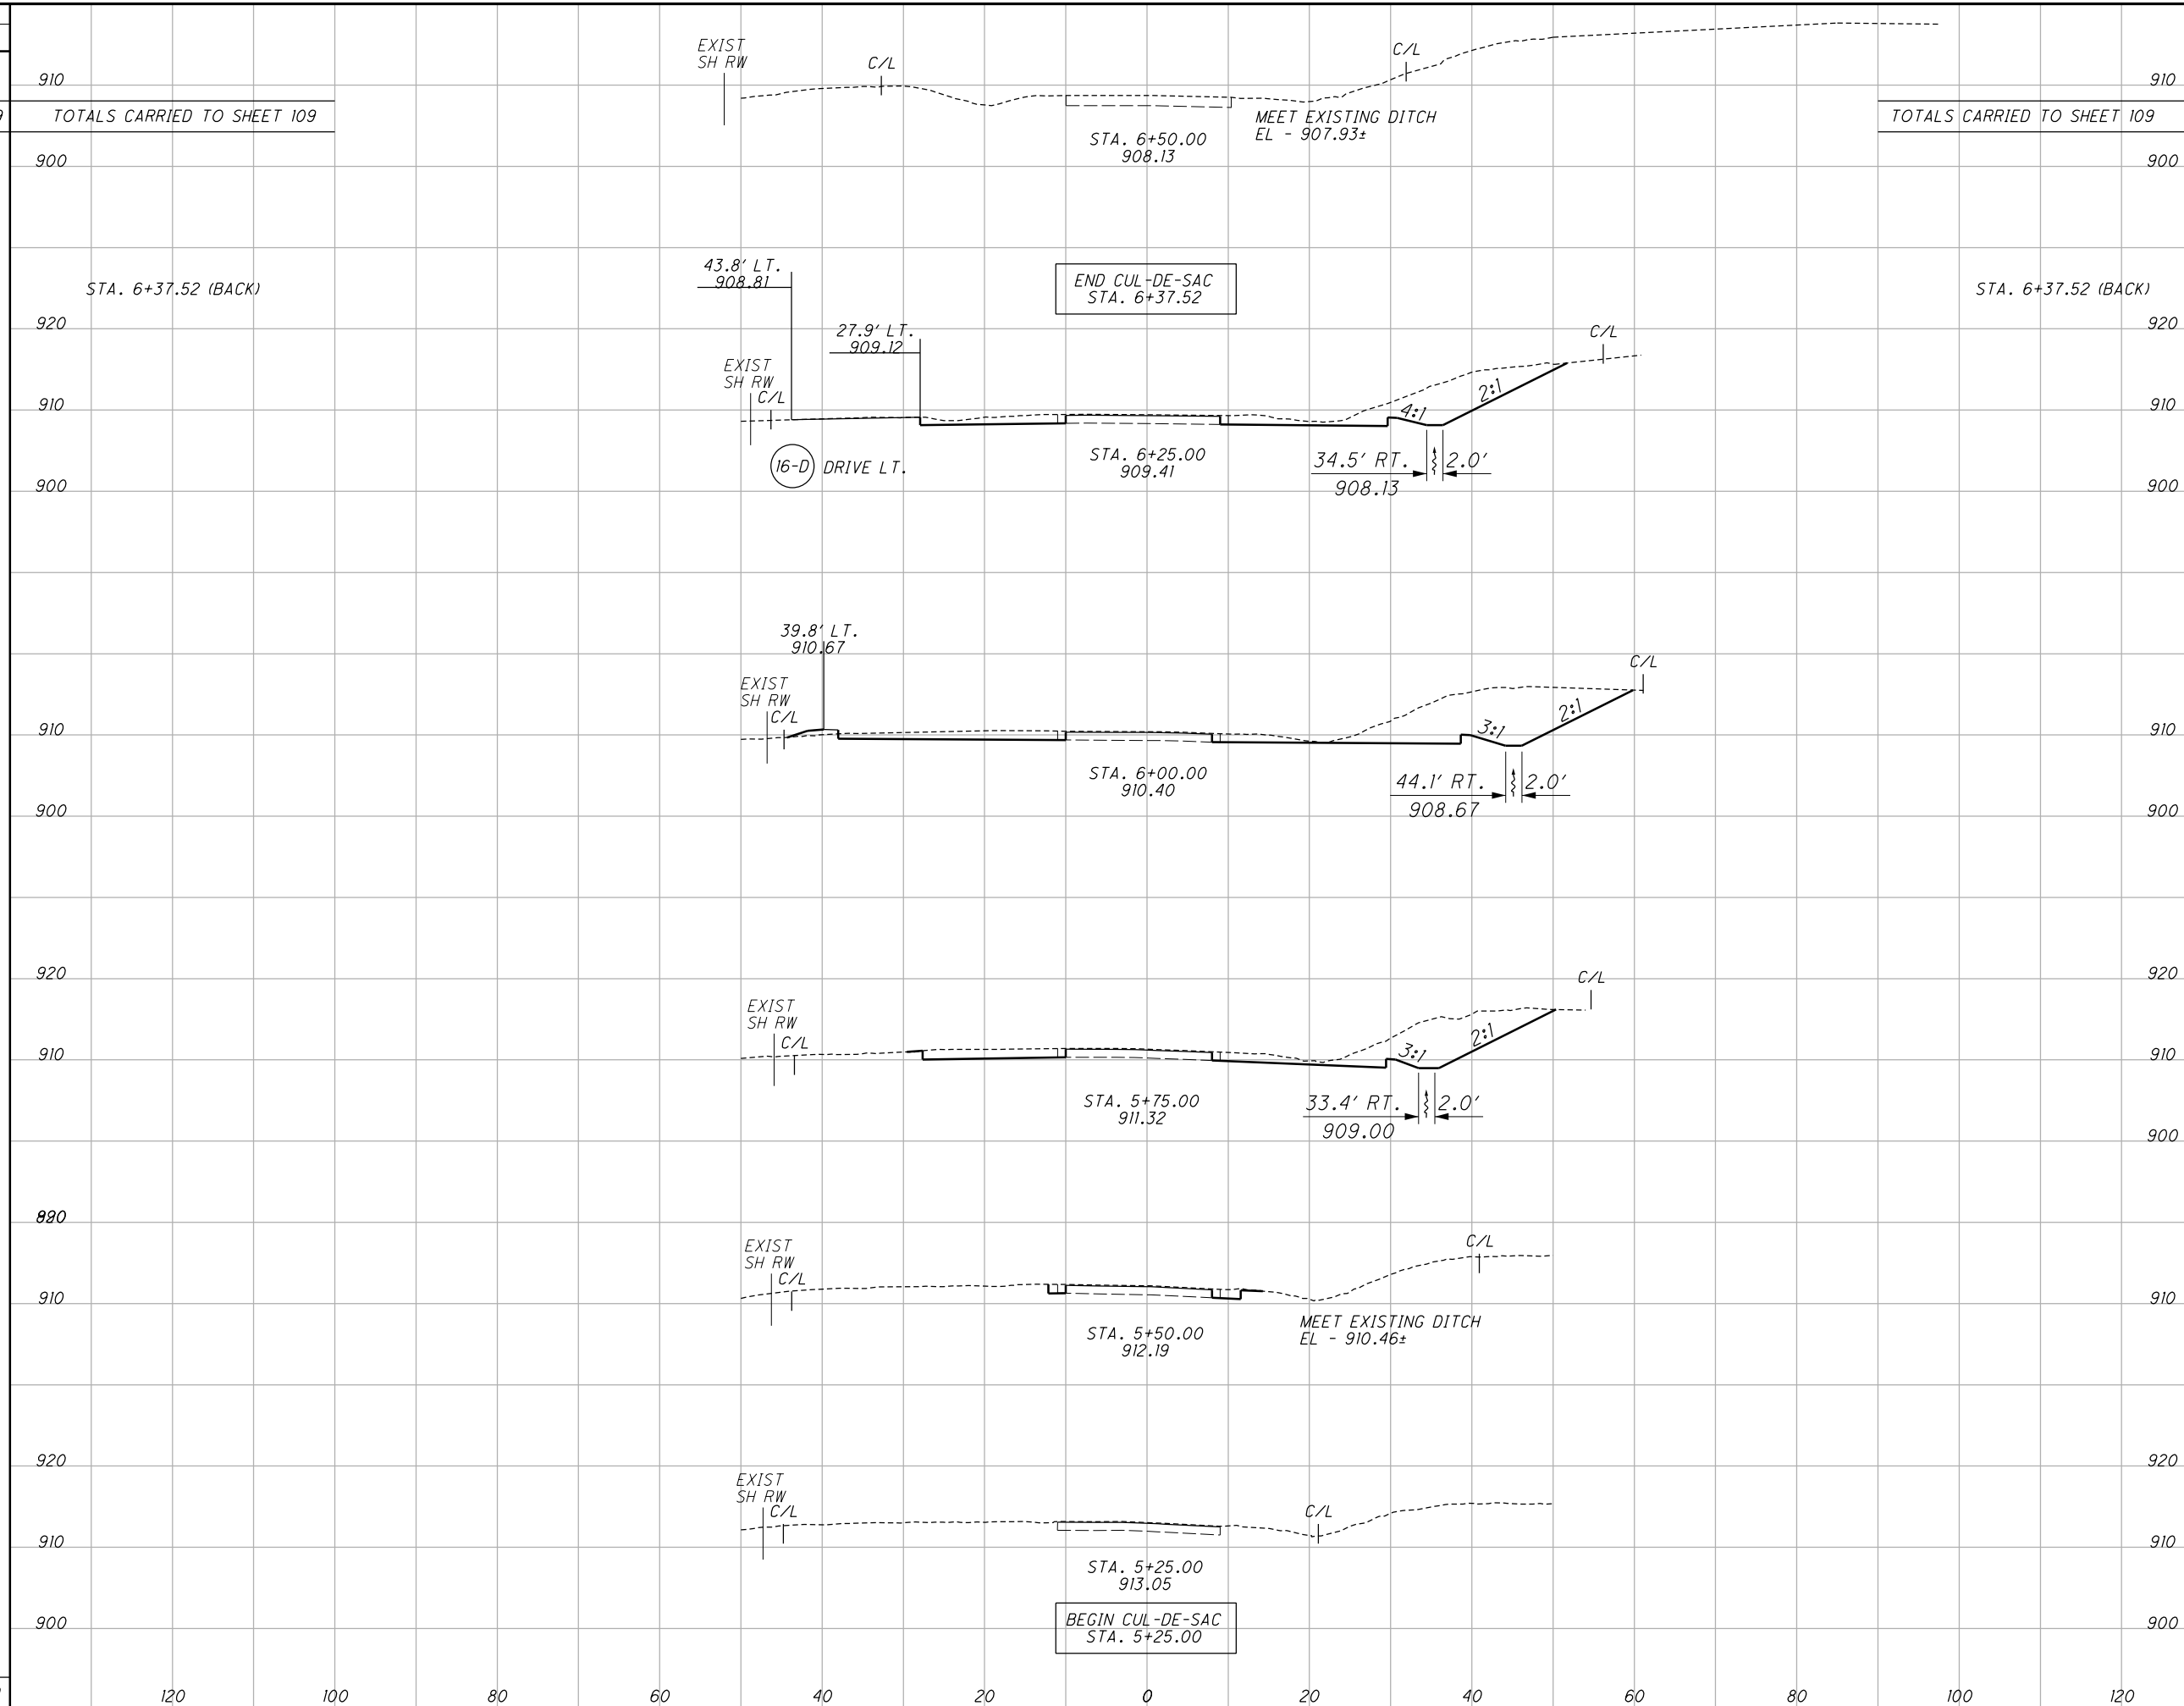 EXIST
SH RW
C/L
C/L
910
910
9
TOTALS CARRIED TO SHEET 109
MEET EXISTING DITCH
EL - 907.93±
TOTALS CARRIED TO SHEET 109
STA. 6+50.00
908.13
900
900
STA. 6+37.52 (BACK)
43.8' LT.
908.81
END CUL-DE-SAC
STA. 6+37.52
STA. 6+37.52 (BACK)
920
27.9' LT.
909.12
C/L
920
EXIST
SH RW
C/L
2:1
910
4:1
910
16-D
DRIVE LT.
STA. 6+25.00
909.41
34.5' RT.
2.0'
908.13
900
900
39.8' LT.
910.67
C/L
EXIST
SH RW
C/L
2:1
910
3:1
910
STA. 6+00.00
910.40
44.1' RT.
2.0'
908.67
900
900
920
C/L
920
EXIST
SH RW
C/L
2:1
910
3:1
910
STA. 5+75.00
911.32
33.4' RT.
2.0'
909.00
900
900
EXIST
SH RW
C/L
C/L
910
910
MEET EXISTING DITCH
EL - 910.46±
STA. 5+50.00
912.19
920
920
EXIST
SH RW
C/L
C/L
910
910
STA. 5+25.00
913.05
BEGIN CUL-DE-SAC
STA. 5+25.00
900
900
120 100 80 60 40 20 0 20 40 60 80 100 120